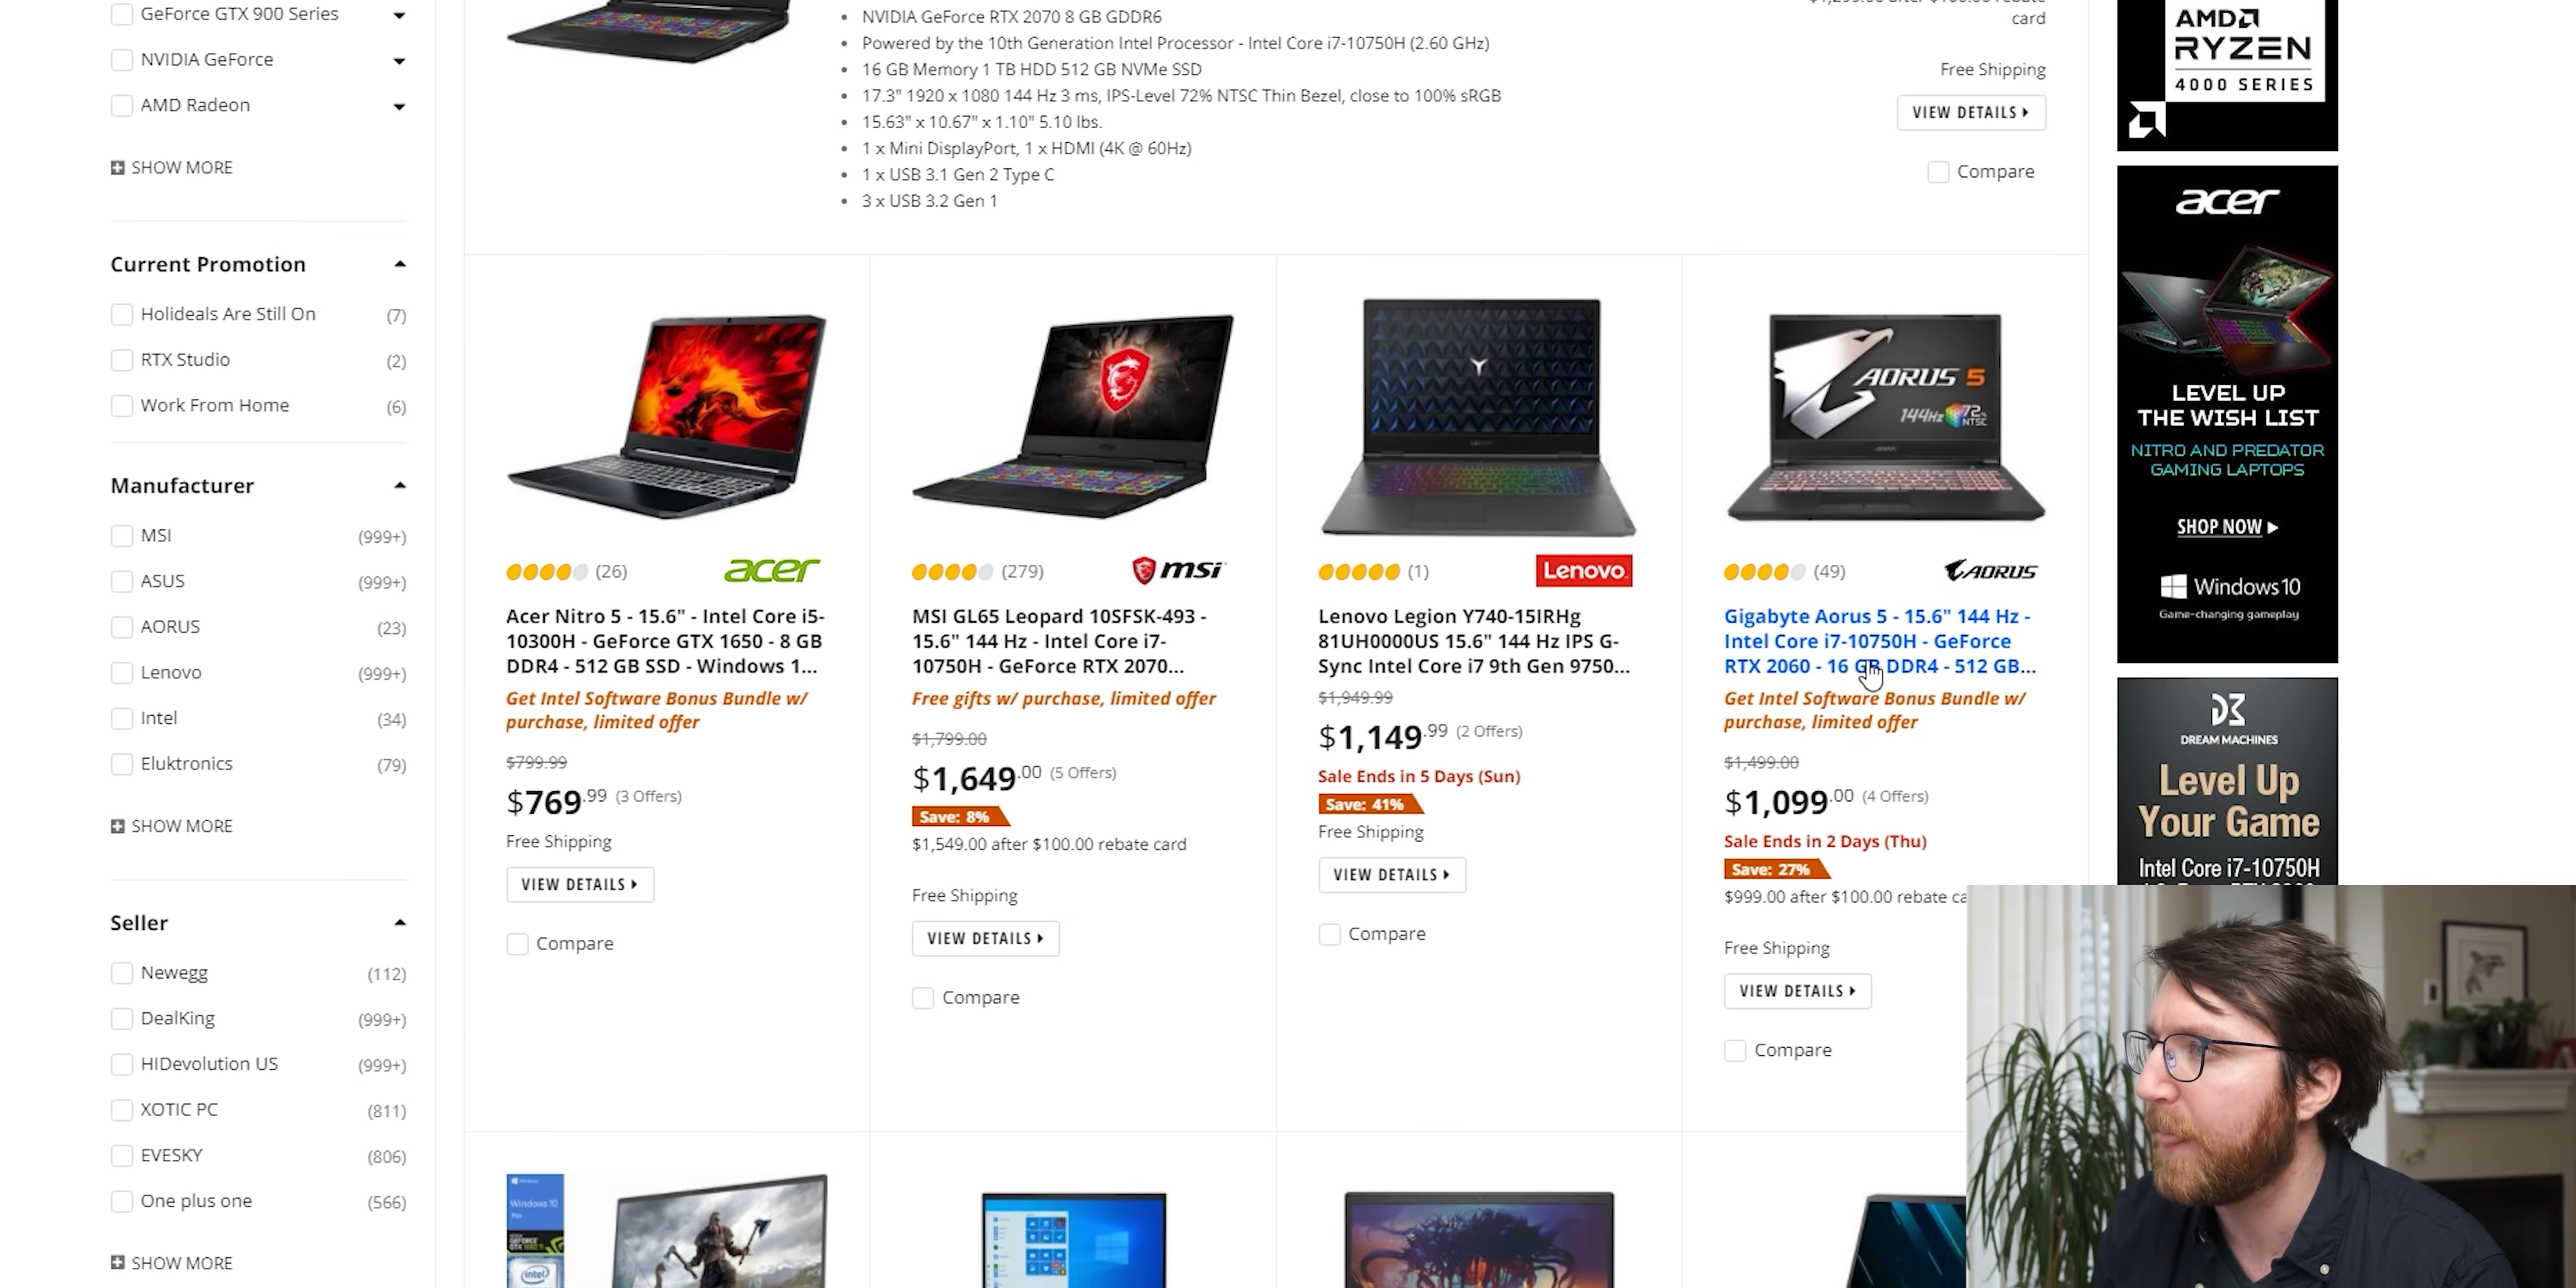 GeForce GTX 900 Series
NVIDIA GeForce
AMD Radeon
SHOW MORE
Current Promotion
Holideals Are Still On (7)
RTX Studio (2)
Work From Home (6)
Manufacturer
MSI (999+)
ASUS (999+)
AORUS (23)
Lenovo (999+)
Intel (34)
Eluktronics (79)
SHOW MORE
Seller
Newegg (112)
DealKing (999+)
HIDevolution US (999+)
XOTIC PC (811)
EVESKY (806)
One plus one (566)
SHOW MORE
NVIDIA GeForce RTX 2070 8 GB GDDR6
Powered by the 10th Generation Intel Processor - Intel Core i7-10750H (2.60 GHz)
16 GB Memory 1 TB HDD 512 GB NVMe SSD
17.3" 1920 x 1080 144 Hz 3 ms, IPS-Level 72% NTSC Thin Bezel, close to 100% sRGB
15.63" x 10.67" x 1.10" 5.10 lbs.
1 x Mini DisplayPort, 1 x HDMI (4K @ 60Hz)
1 x USB 3.1 Gen 2 Type C
3 x USB 3.2 Gen 1
card
Free Shipping
VIEW DETAILS
Compare
(26) acer
Acer Nitro 5 - 15.6" - Intel Core i5-
10300H - GeForce GTX 1650 - 8 GB
DDR4 - 512 GB SSD - Windows 1...
Get Intel Software Bonus Bundle w/
purchase, limited offer
$799.99
$769.99 (3 Offers)
Free Shipping
VIEW DETAILS
Compare
(279) msi
MSI GL65 Leopard 10SFSK-493 -
15.6" 144 Hz - Intel Core i7-
10750H - GeForce RTX 2070...
Free gifts w/ purchase, limited offer
$1,799.00
$1,649.00 (5 Offers)
Save: 8%
$1,549.00 after $100.00 rebate card
Free Shipping
VIEW DETAILS
Compare
(1) Lenovo
Lenovo Legion Y740-15IRHg
81UH0000US 15.6" 144 Hz IPS G-
Sync Intel Core i7 9th Gen 9750...
$1,949.99
$1,149.99 (2 Offers)
Sale Ends in 5 Days (Sun)
Save: 41%
Free Shipping
VIEW DETAILS
Compare
AORUS 5
144Hz 72% NTSC
(49) AORUS
Gigabyte Aorus 5 - 15.6" 144 Hz -
Intel Core i7-10750H - GeForce
RTX 2060 - 16 GB DDR4 - 512 GB...
Get Intel Software Bonus Bundle w/
purchase, limited offer
$1,499.00
$1,099.00 (4 Offers)
Sale Ends in 2 Days (Thu)
Save: 27%
$999.00 after $100.00 rebate ca
Free Shipping
VIEW DETAILS
Compare
Windows 10
Pro
intel
AMD
RYZEN
4000 SERIES
acer
LEVEL UP
THE WISH LIST
NITRO AND PREDATOR
GAMING LAPTOPS
SHOP NOW
Windows 10
Game-changing gameplay
DREAM MACHINES
Level Up
Your Game
Intel Core i7-10750H